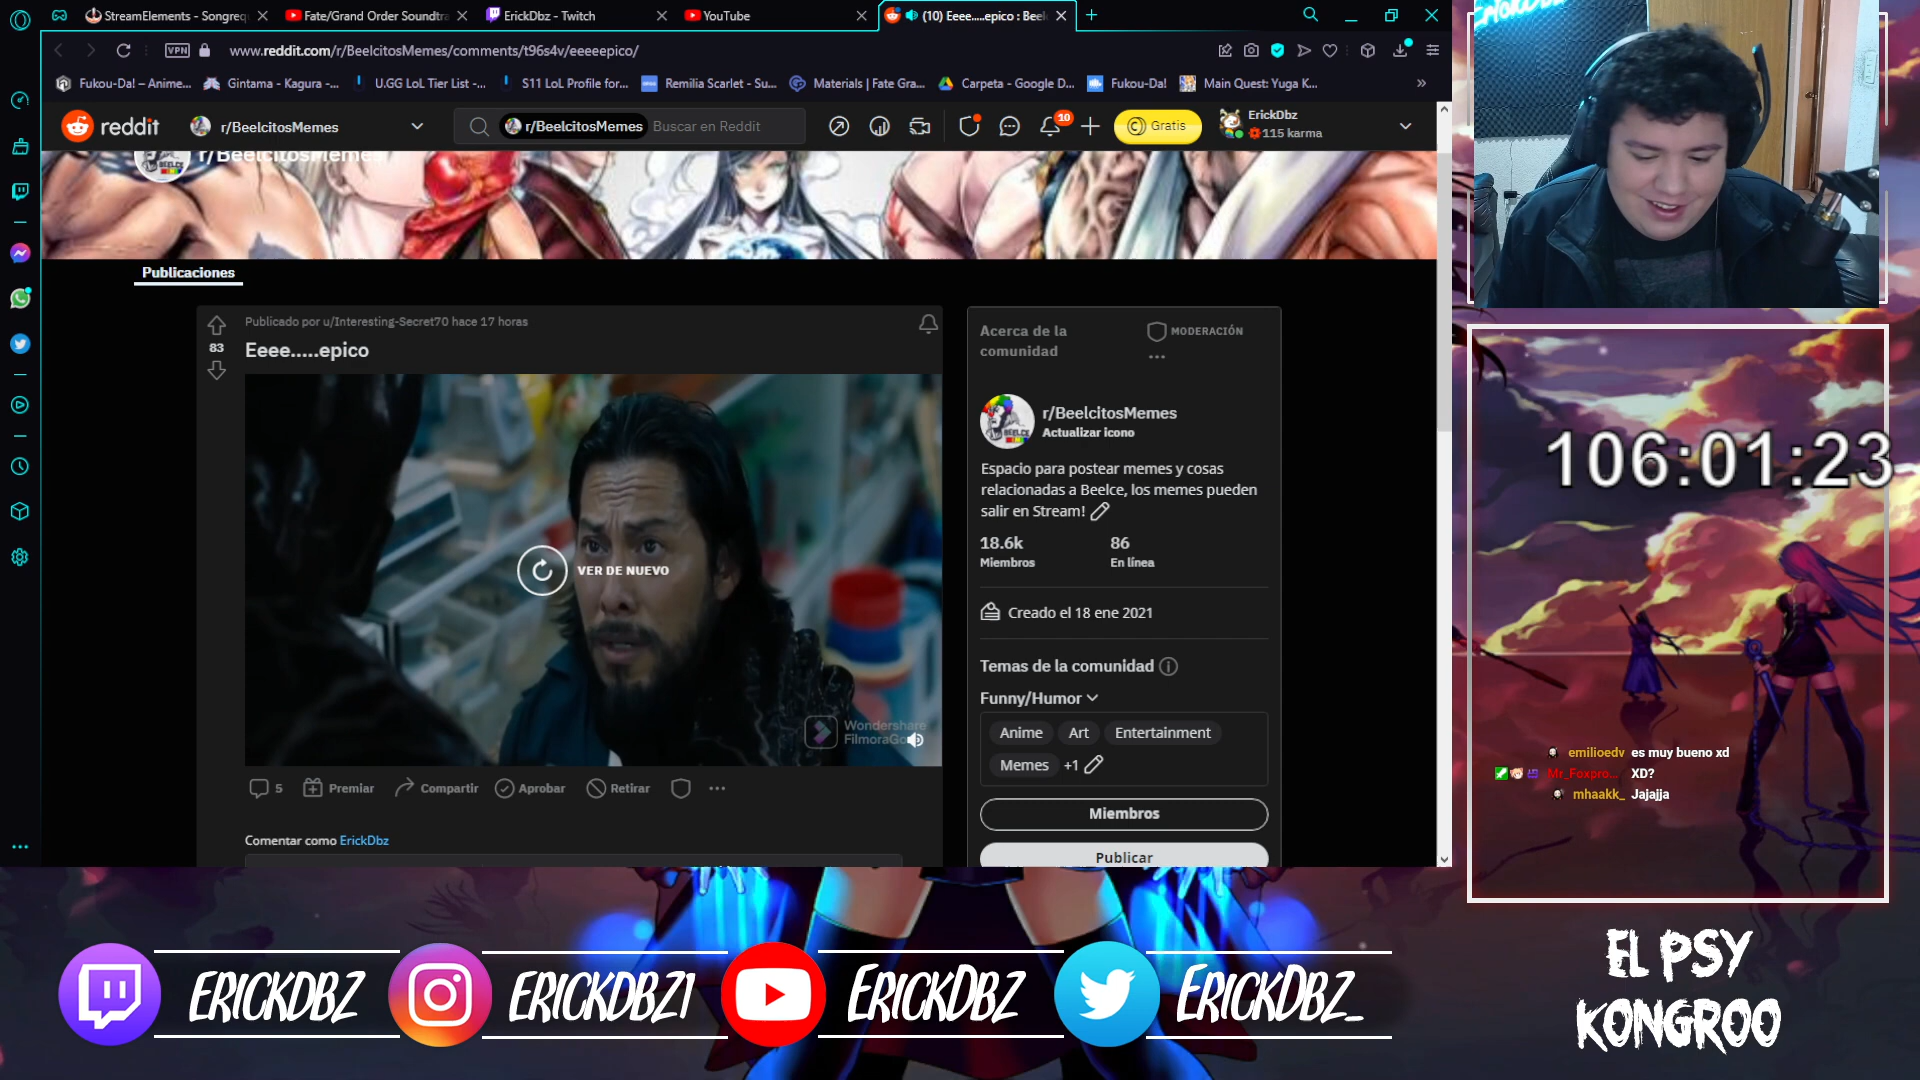 StreamElements - Songreq
Fate/Grand Order Soundtra
ErickDbz - Twitch
YouTube
(10) Eeee.....epico : Beel
VPN
www.reddit.com/r/BeelcitosMemes/comments/t96s4v/eeeeepico/
Fukou-Da! – Anime...
Gintama - Kagura -...
U.GG LoL Tier List -...
S11 LoL Profile for...
Remilia Scarlet - Su...
Materials | Fate Gra...
Carpeta - Google D...
Fukou-Da!
Main Quest: Yuga K...
reddit
r/BeelcitosMemes
r/BeelcitosMemes
Buscar en Reddit
10
Gratis
ErickDbz
115 karma
r/BeelcitosMemes
Publicaciones
Publicado por u/Interesting-Secret70 hace 17 horas
83
Eeee.....epico
VER DE NUEVO
Wondershare
FilmoraGo
5
Premiar
Compartir
Aprobar
Retirar
Comentar como ErickDbz
Acerca de la
comunidad
MODERACIÓN
r/BeelcitosMemes
Actualizar icono
Espacio para postear memes y cosas
relacionadas a Beelce, los memes pueden
salir en Stream!
18.6k
86
Miembros
En línea
Creado el 18 ene 2021
Temas de la comunidad
Funny/Humor
Anime
Art
Entertainment
Memes
+1
Miembros
Publicar
106:01:23
emilioedv es muy bueno xd
Mr_Foxpro... XD?
mhaakk_ Jajajja
ERICKDBZ
ERICKDBZ1
ERICKDBZ
ERICKDBZ_
EL PSY
KONGROO